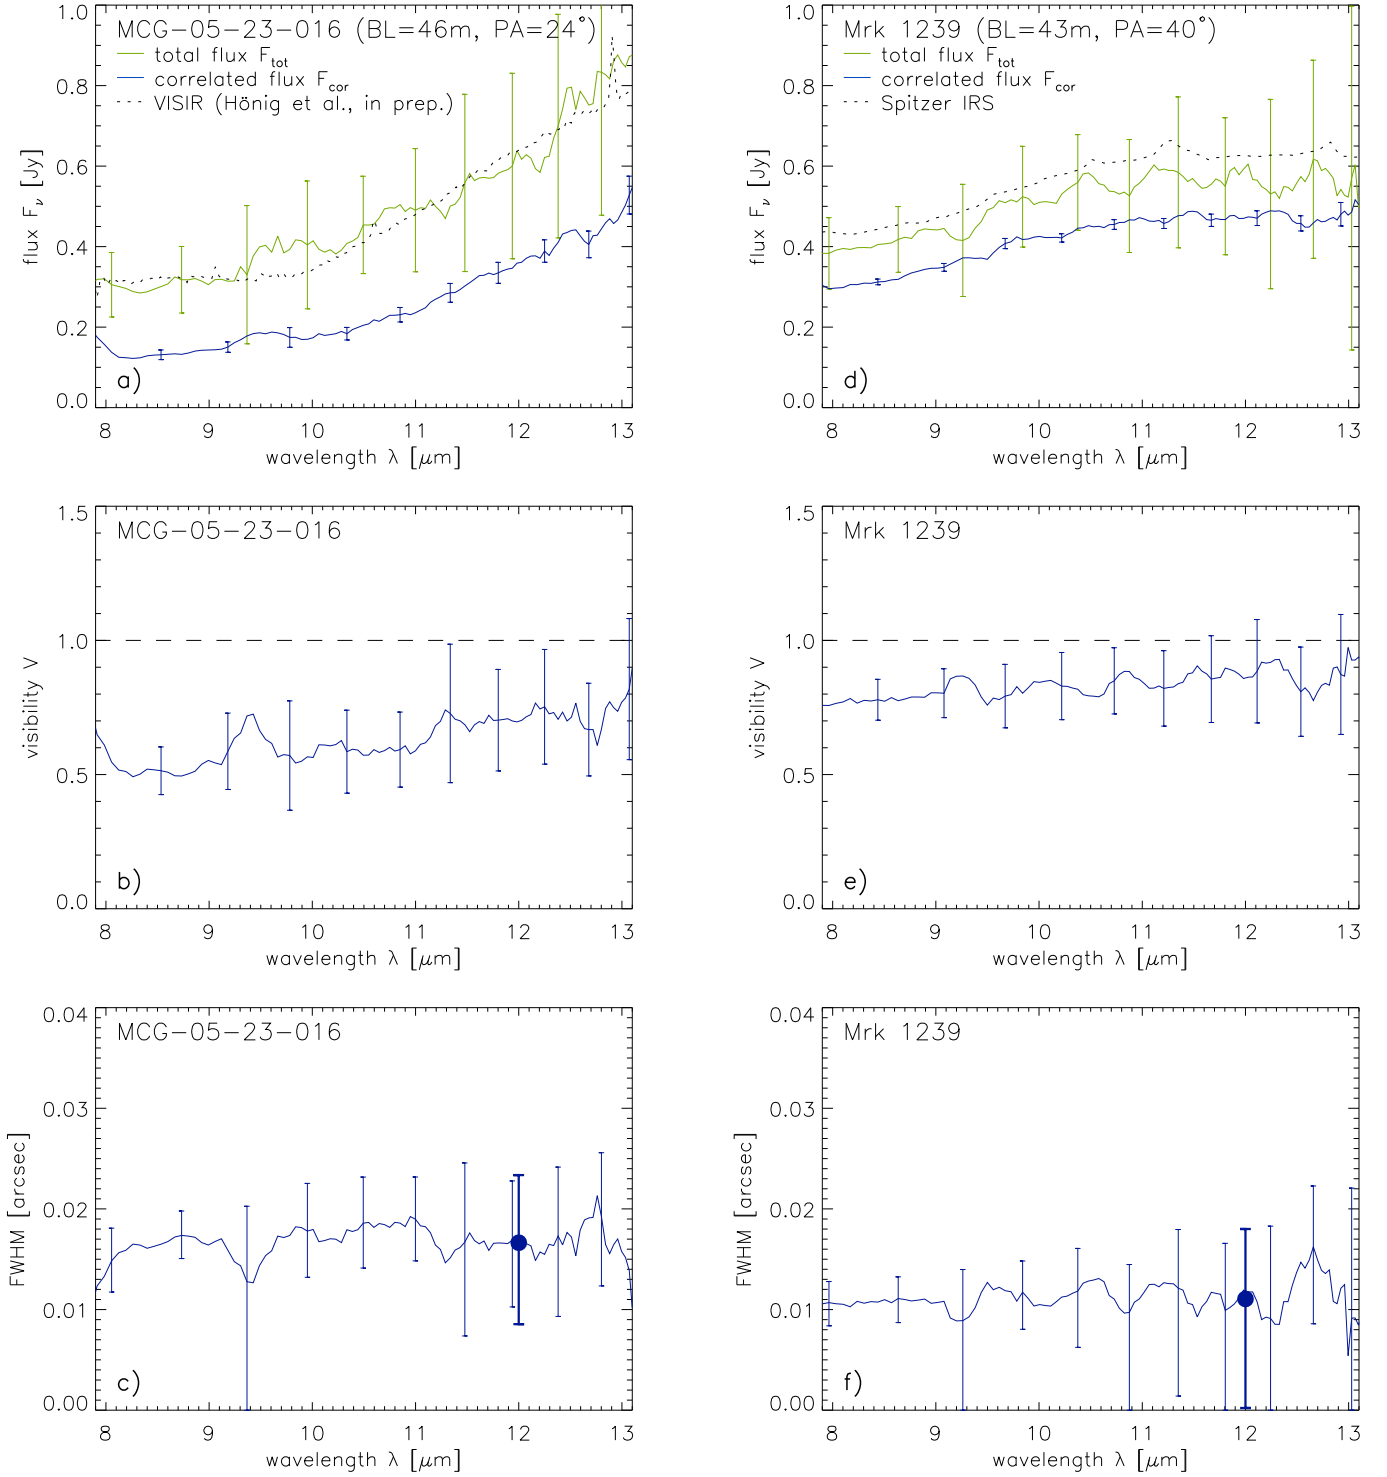 MCG-05-23-016 (BL=46m, PA=24°)
total flux Ftot
correlated flux Fcor
VISIR (Hönig et al., in prep.)
1.0
0.8
0.6
0.4
0.2
0.0
flux Fν [Jy]
a)
8 9 10 11 12 13
wavelength λ [μm]
Mrk 1239 (BL=43m, PA=40°)
total flux Ftot
correlated flux Fcor
Spitzer IRS
1.0
0.8
0.6
0.4
0.2
0.0
flux Fν [Jy]
d)
8 9 10 11 12 13
wavelength λ [μm]
MCG-05-23-016
1.5
1.0
0.5
0.0
visibility V
b)
8 9 10 11 12 13
wavelength λ [μm]
Mrk 1239
1.5
1.0
0.5
0.0
visibility V
e)
8 9 10 11 12 13
wavelength λ [μm]
MCG-05-23-016
0.04
0.03
0.02
0.01
0.00
FWHM [arcsec]
c)
8 9 10 11 12 13
wavelength λ [μm]
Mrk 1239
0.04
0.03
0.02
0.01
0.00
FWHM [arcsec]
f)
8 9 10 11 12 13
wavelength λ [μm]